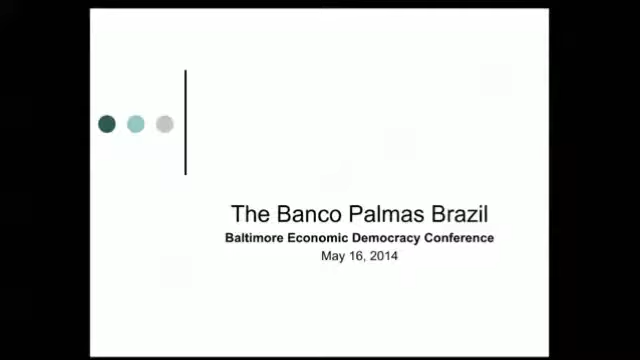 The Banco Palmas Brazil
Baltimore Economic Democracy Conference
May 16, 2014